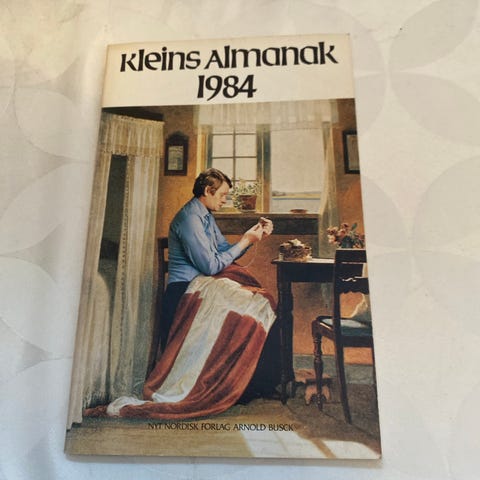 Kleins Almanak
1984
NYT NORDISK FORLAG ARNOLD BUSCK